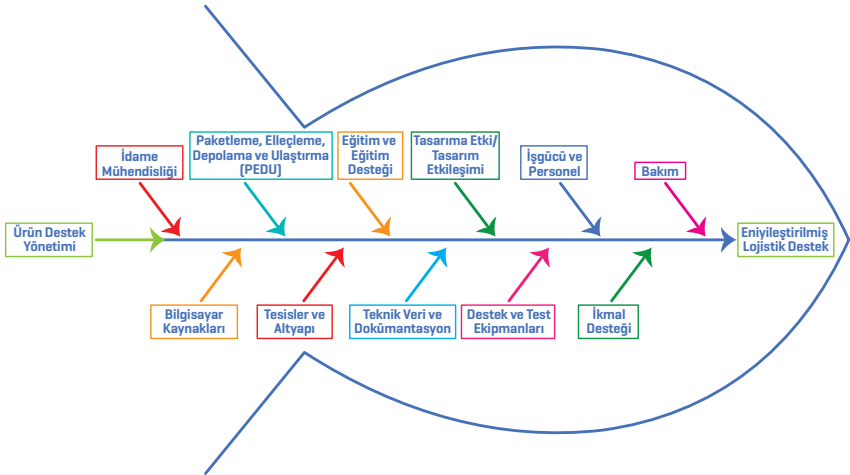 İdame
Mühendisliği
Paketleme, Elleçleme,
Depolama ve Ulaştırma
(PEDU)
Eğitim ve
Eğitim
Desteği
Tasarıma Etki/
Tasarım
Etkileşimi
İşgücü ve
Personel
Bakım
Ürün Destek
Yönetimi
Eniyileştirilmiş
Lojistik Destek
Bilgisayar
Kaynakları
Tesisler ve
Altyapı
Teknik Veri ve
Dokümantasyon
Destek ve Test
Ekipmanları
İkmal
Desteği